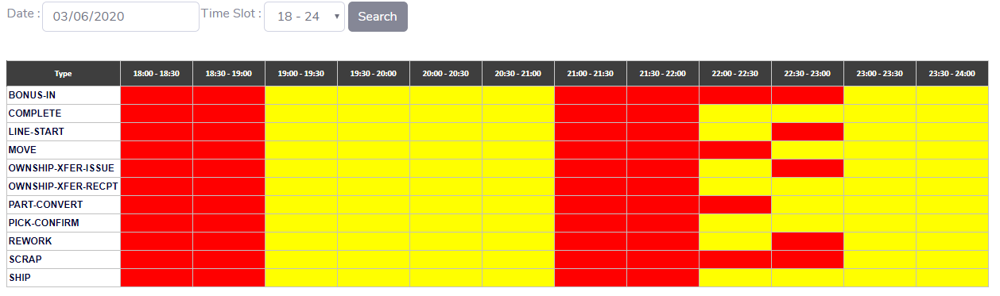 Date : 03/06/2020 Time Slot : 18 - 24 Search
Type 18:00 - 18:30 18:30 - 19:00 19:00 - 19:30 19:30 - 20:00 20:00 - 20:30 20:30 - 21:00 21:00 - 21:30 21:30 - 22:00 22:00 - 22:30 22:30 - 23:00 23:00 - 23:30 23:30 - 24:00
BONUS-IN
COMPLETE
LINE-START
MOVE
OWNSHIP-XFER-ISSUE
OWNSHIP-XFER-RECPT
PART-CONVERT
PICK-CONFIRM
REWORK
SCRAP
SHIP